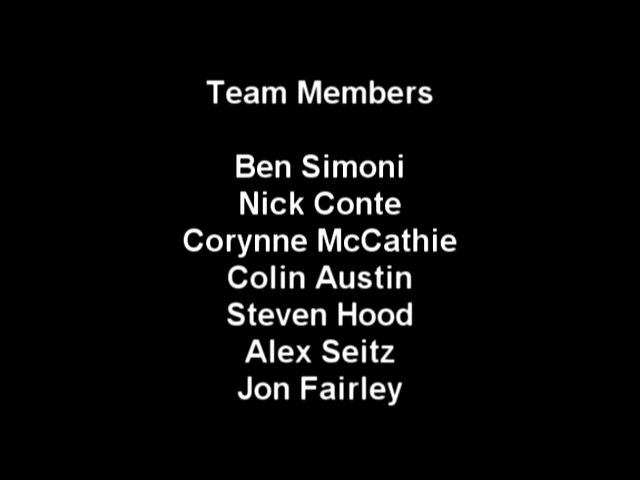 Team Members
Ben Simoni
Nick Conte
Corynne McCathie
Colin Austin
Steven Hood
Alex Seitz
Jon Fairley